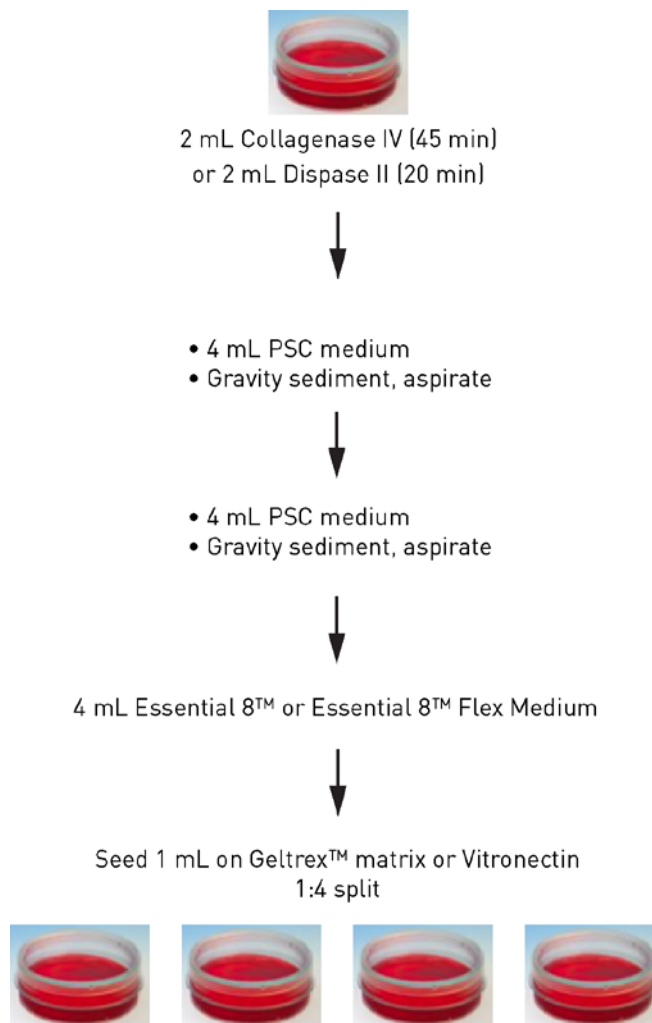 2 mL Collagenase IV (45 min)
or 2 mL Dispase II (20 min)
• 4 mL PSC medium
• Gravity sediment, aspirate
• 4 mL PSC medium
• Gravity sediment, aspirate
4 mL Essential 8™ or Essential 8™ Flex Medium
Seed 1 mL on Geltrex™ matrix or Vitronectin
1:4 split